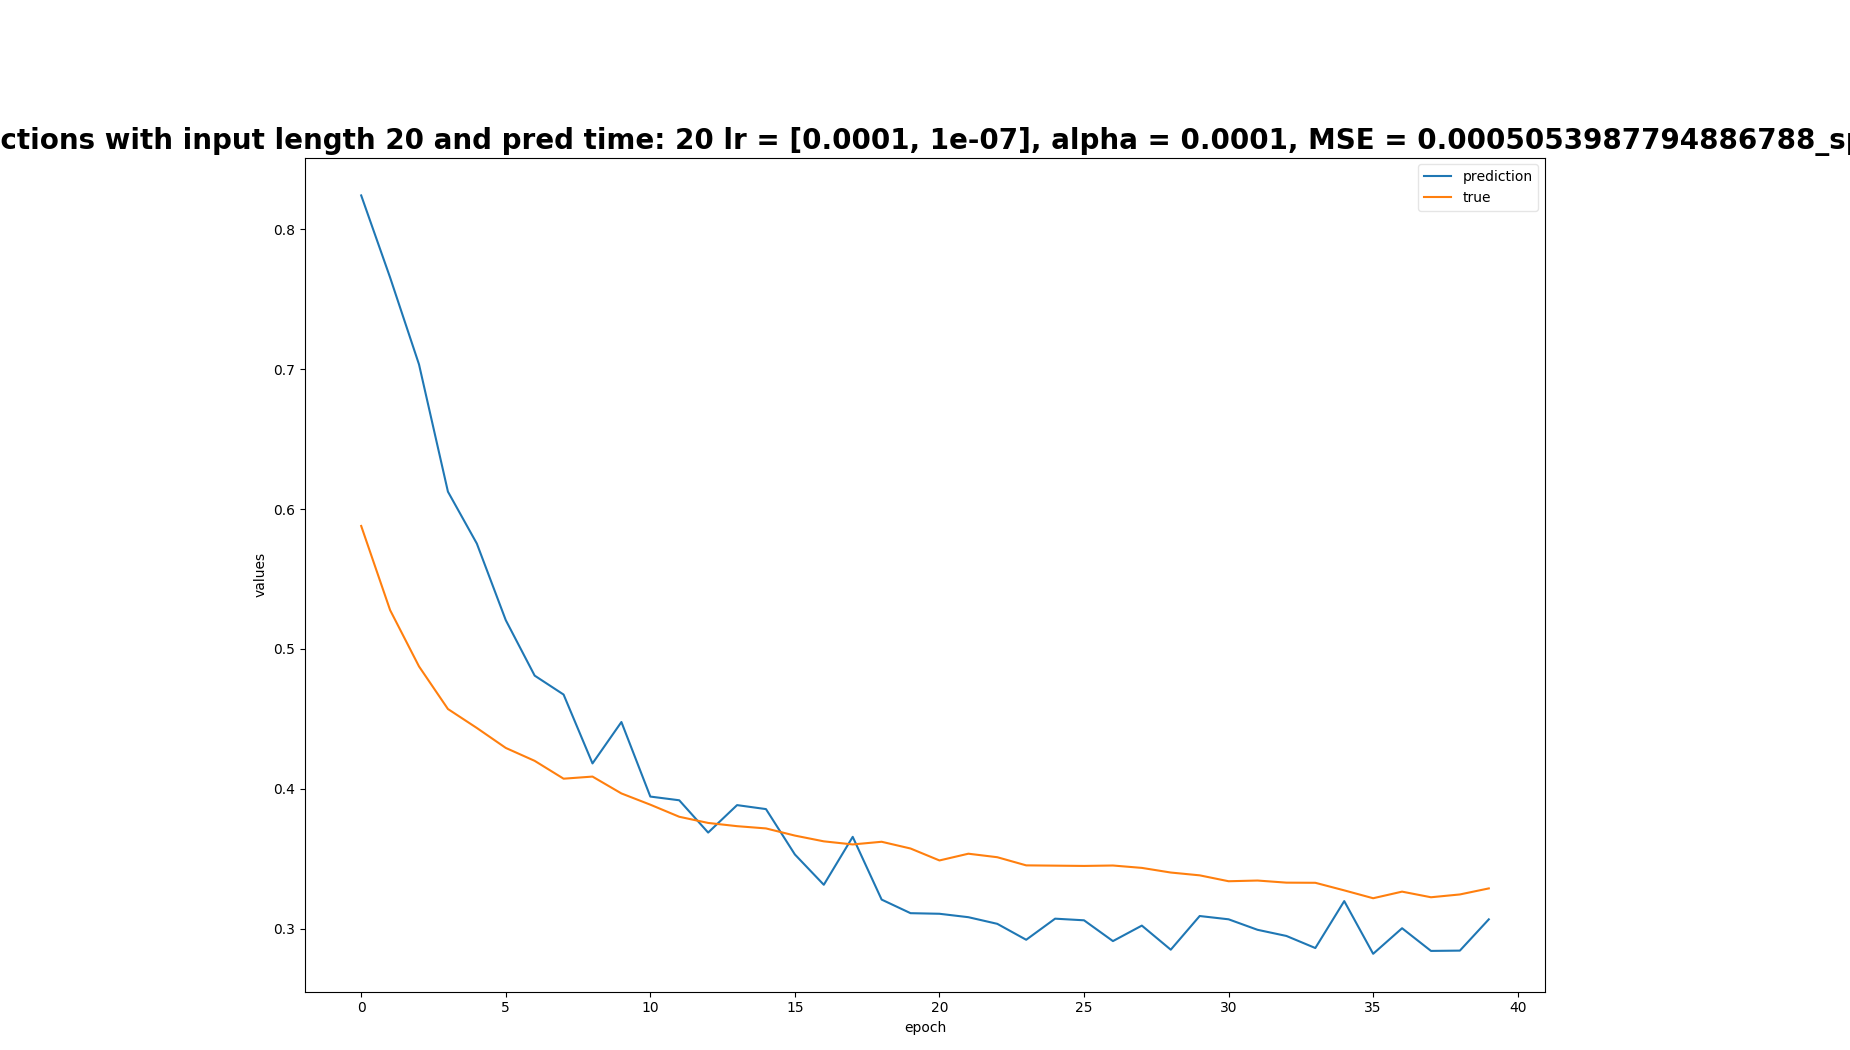 ctions with input length 20 and pred time: 20 lr = [0.0001, 1e-07], alpha = 0.0001, MSE = 0.0005053987794886788_sp
prediction
true
0.8
0.7
0.6
0.5
0.4
0.3
values
0 5 10 15 20 25 30 35 40
epoch